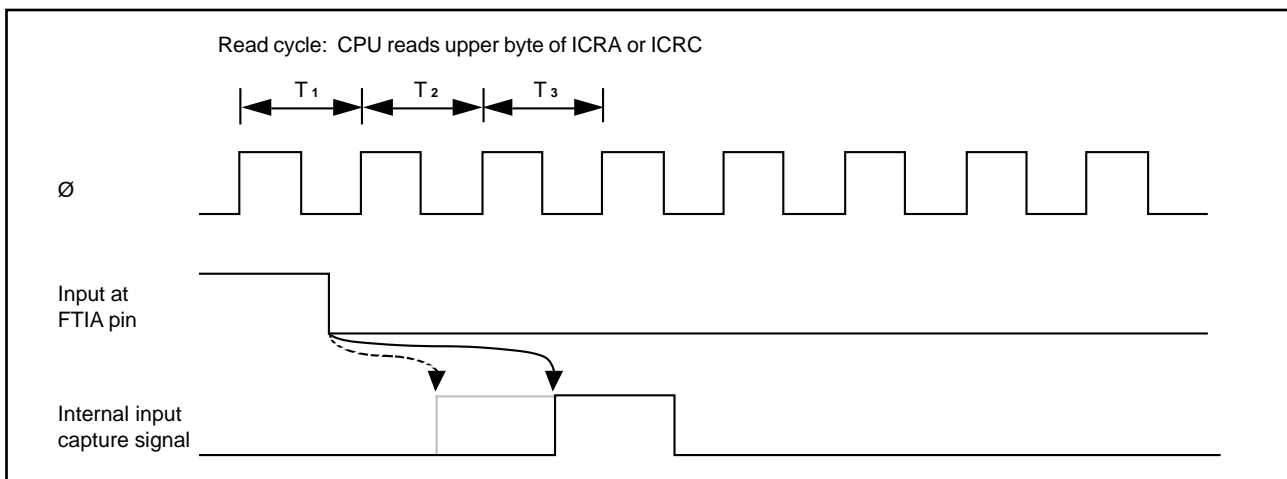 Read cycle: CPU reads upper byte of ICRA or ICRC
T1 T2 T3
Ø
Input at
FTIA pin
Internal input
capture signal